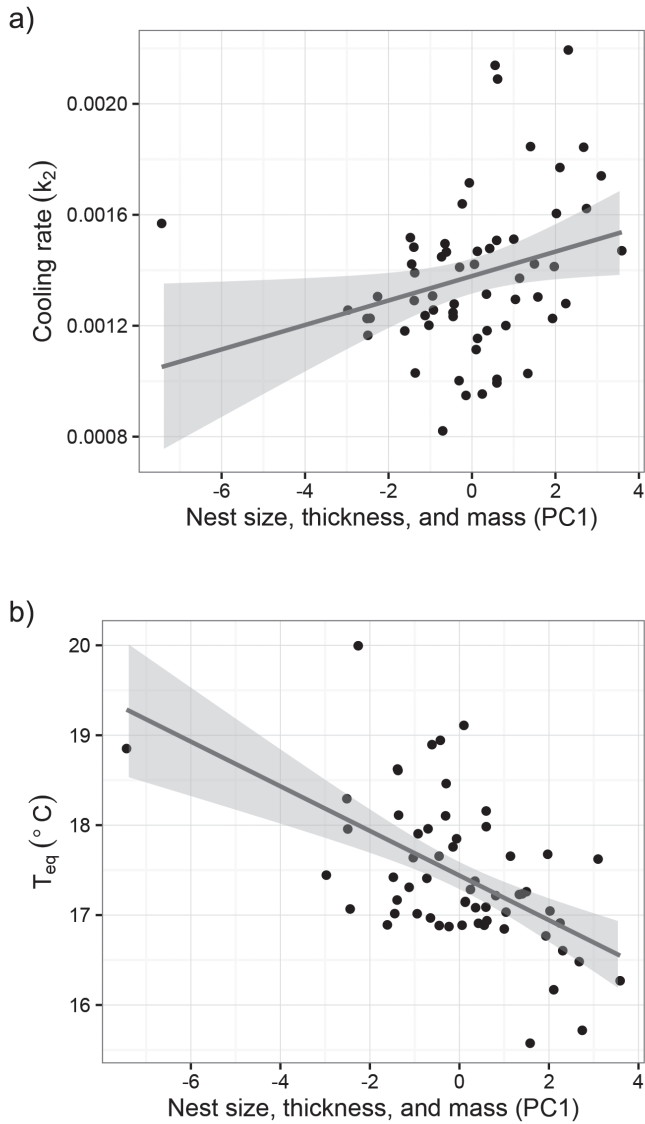 a)
Cooling rate (k2)
0.0020
0.0016
0.0012
0.0008
-6 -4 -2 0 2 4
Nest size, thickness, and mass (PC1)
b)
Teq (° C)
20
19
18
17
16
-6 -4 -2 0 2 4
Nest size, thickness, and mass (PC1)